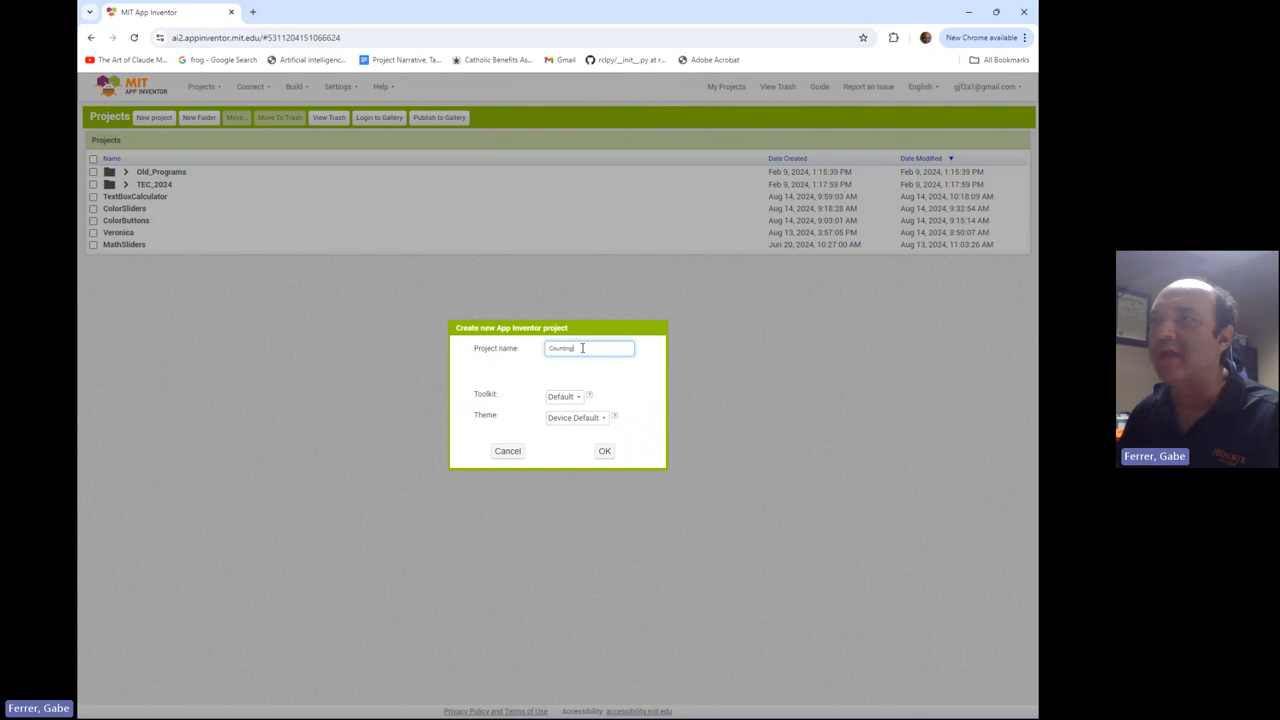 MIT App Inventor
ai2.appinventor.mit.edu/#5311204151066624
New Chrome available
The Art of Claude M...
frog - Google Search
Artificial Intelligenc...
Project Narrative, Ta...
Catholic Benefits As...
Gmail
rclpy/__init__.py at r...
Adobe Acrobat
All Bookmarks
MIT
APP INVENTOR
Projects
Connect
Build
Settings
Help
My Projects
View Trash
Guide
Report an Issue
English
gjf2a1@gmail.com
Projects
New project
New Folder
Move...
Move To Trash
View Trash
Login to Gallery
Publish to Gallery
Projects
Name Date Created Date Modified
Old_Programs Feb 9, 2024, 1:15:39 PM Feb 9, 2024, 1:15:39 PM
TEC_2024 Feb 9, 2024, 1:17:59 PM Feb 9, 2024, 1:17:59 PM
TextBoxCalculator Aug 14, 2024, 9:59:03 AM Aug 14, 2024, 10:18:09 AM
ColorSliders Aug 14, 2024, 9:18:28 AM Aug 14, 2024, 9:32:54 AM
ColorButtons Aug 14, 2024, 9:03:01 AM Aug 14, 2024, 9:15:14 AM
Veronica Aug 13, 2024, 3:57:05 PM Aug 14, 2024, 8:50:07 AM
MathSliders Jun 20, 2024, 10:27:00 AM Aug 13, 2024, 11:03:26 AM
Create new App Inventor project
Project name: Counting
Toolkit: Default ?
Theme: Device Default ?
Cancel OK
Ferrer, Gabe
HENDRIX
Privacy Policy and Terms of Use Accessibility: accessibility.mit.edu
Ferrer, Gabe